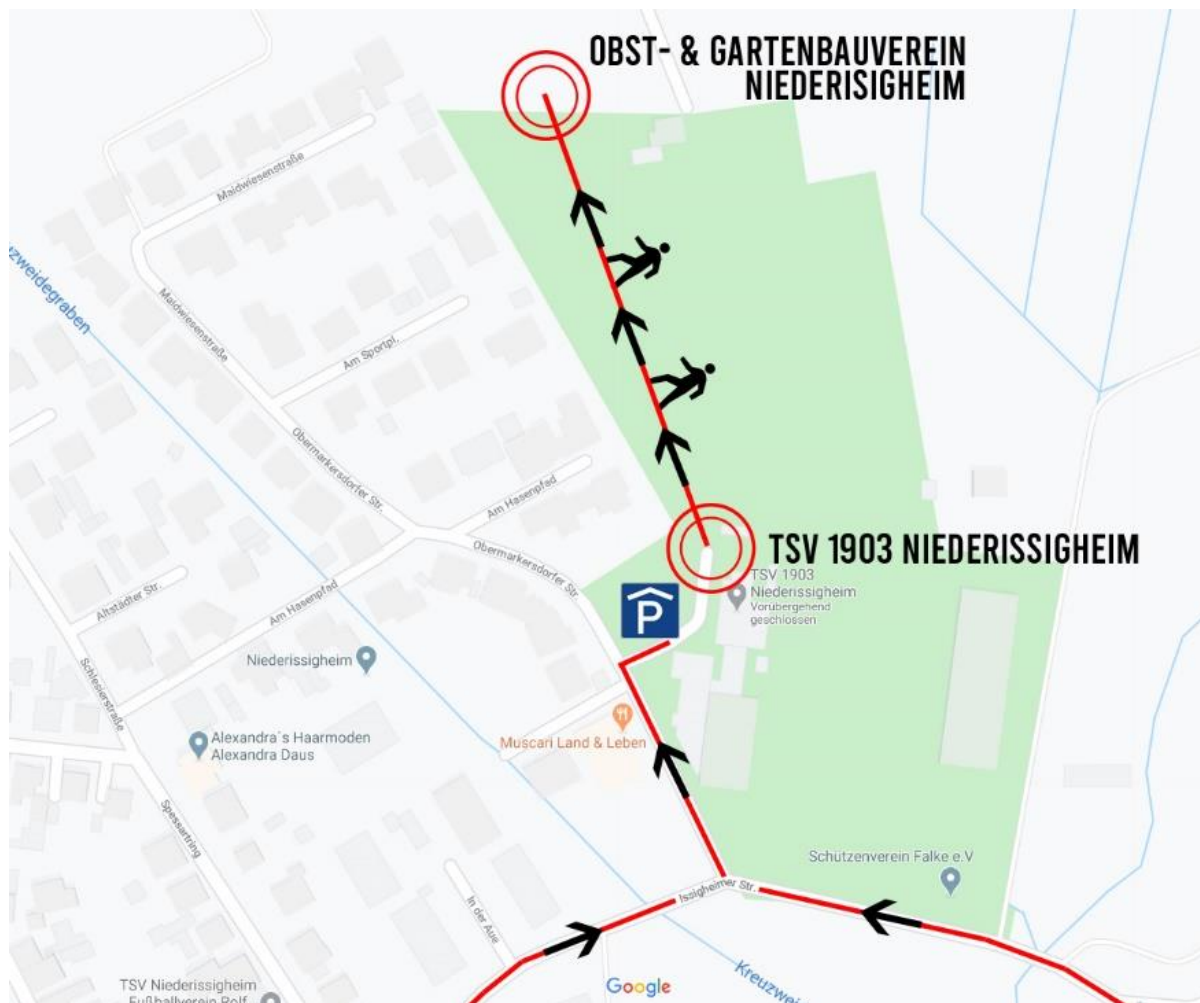 OBST- & GARTENBAUVEREIN
NIEDERISIGHEIM
Maidwiesenstraße
Maidwiesenstraße
Am Sportpl.
Obermarkersdorfer Str.
Am Hasenpfad
Obermarkersdorfer Str.
TSV 1903 NIEDERISSIGHEIM
TSV 1903
Niederissigheim
Vorübergehend
geschlossen
P
Altstädter Str.
Am Hasenpfad
Schlesierstraße
Niederissigheim
Alexandra´s Haarmoden
Alexandra Daus
Muscari Land & Leben
Spessartring
Schützenverein Falke e.V
Issigheimer Str.
In der Aue
Google
TSV Niederissigheim